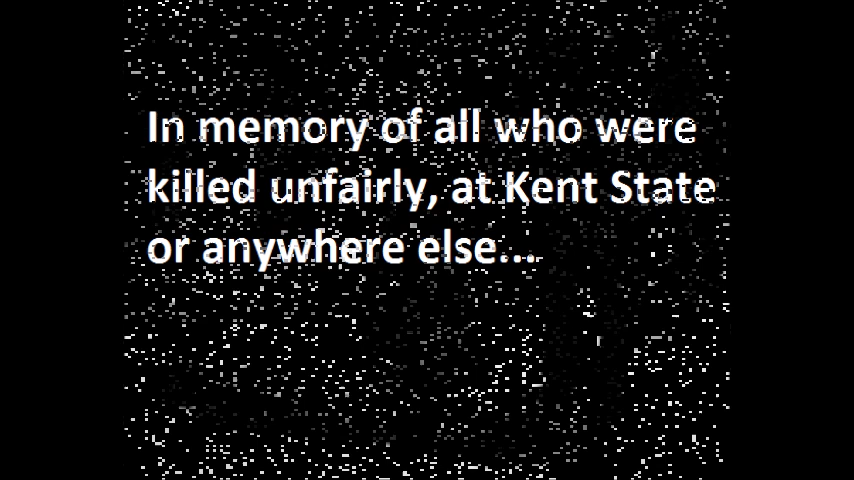 In memory of all who were
killed unfairly, at Kent State
or anywhere else...